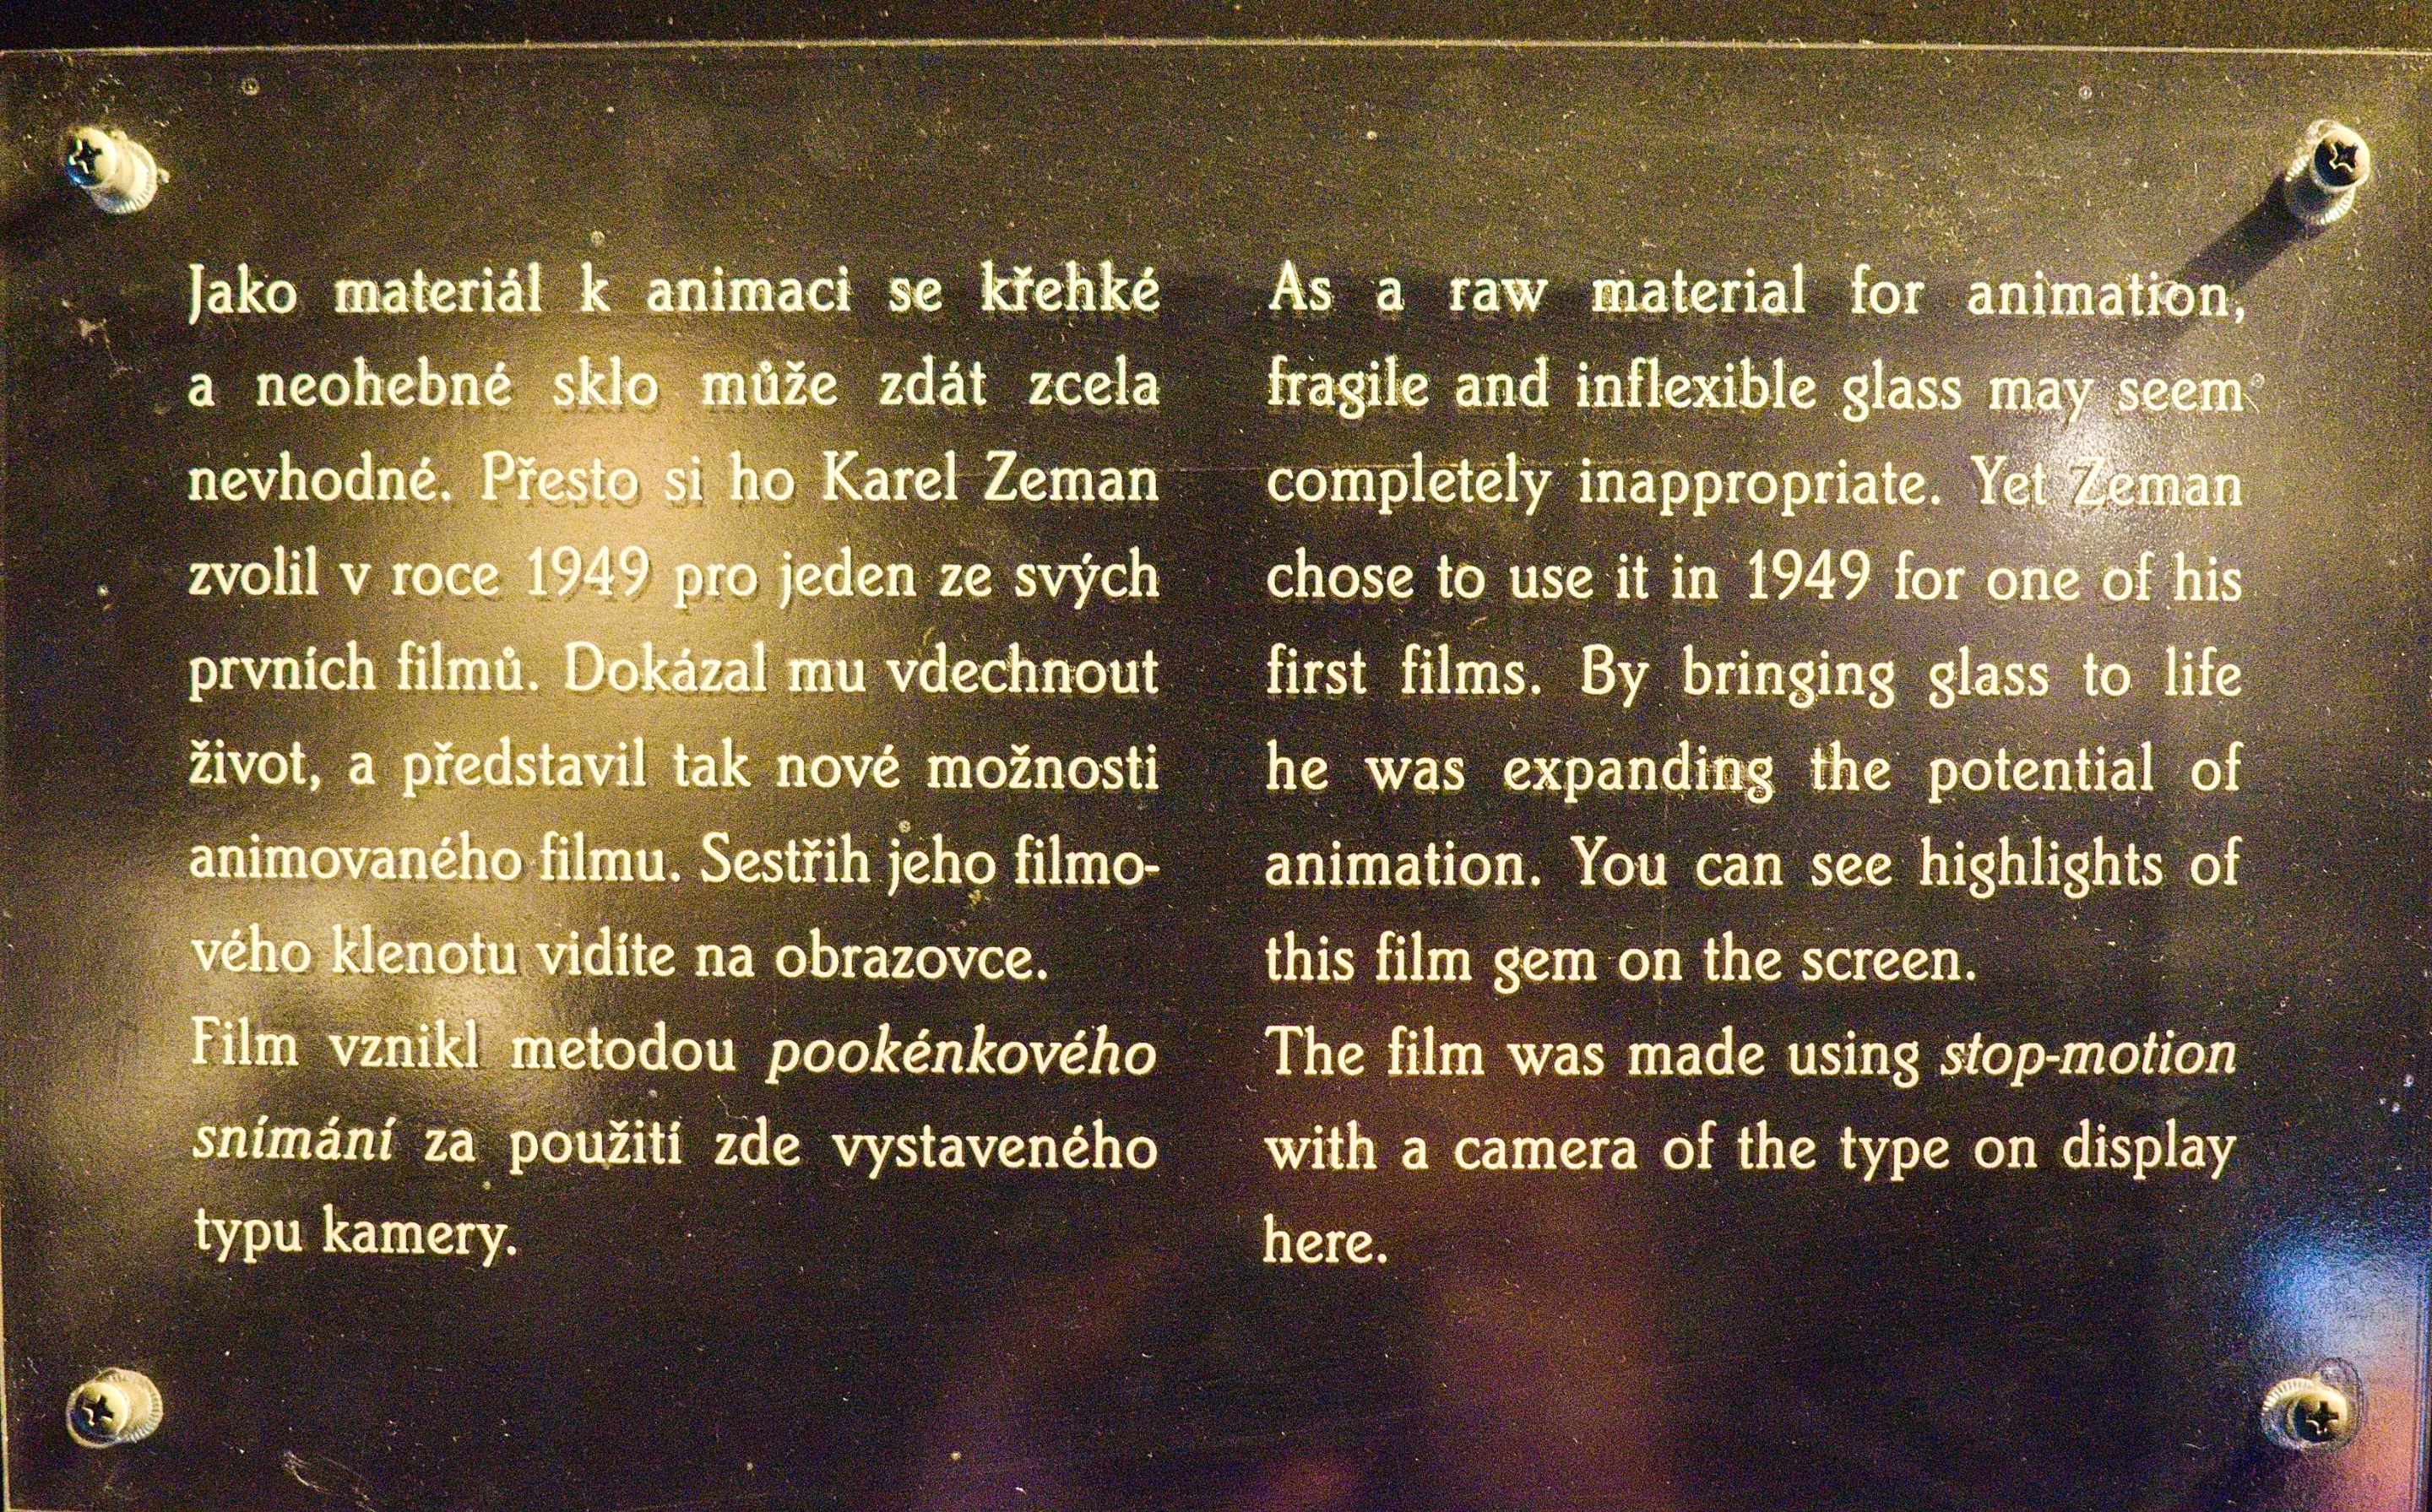 Jako materiál k animaci se křehké
a neohebné sklo může zdát zcela
nevhodné. Přesto si ho Karel Zeman
zvolil v roce 1949 pro jeden ze svých
prvních filmů. Dokázal mu vdechnout
život, a představil tak nové možnosti
animovaného filmu. Sestřih jeho filmo-
vého klenotu vidíte na obrazovce.
Film vznikl metodou pookénkového
snímání za použití zde vystaveného
typu kamery.
As a raw material for animation,
fragile and inflexible glass may seem
completely inappropriate. Yet Zeman
chose to use it in 1949 for one of his
first films. By bringing glass to life
he was expanding the potential of
animation. You can see highlights of
this film gem on the screen.
The film was made using stop-motion
with a camera of the type on display
here.